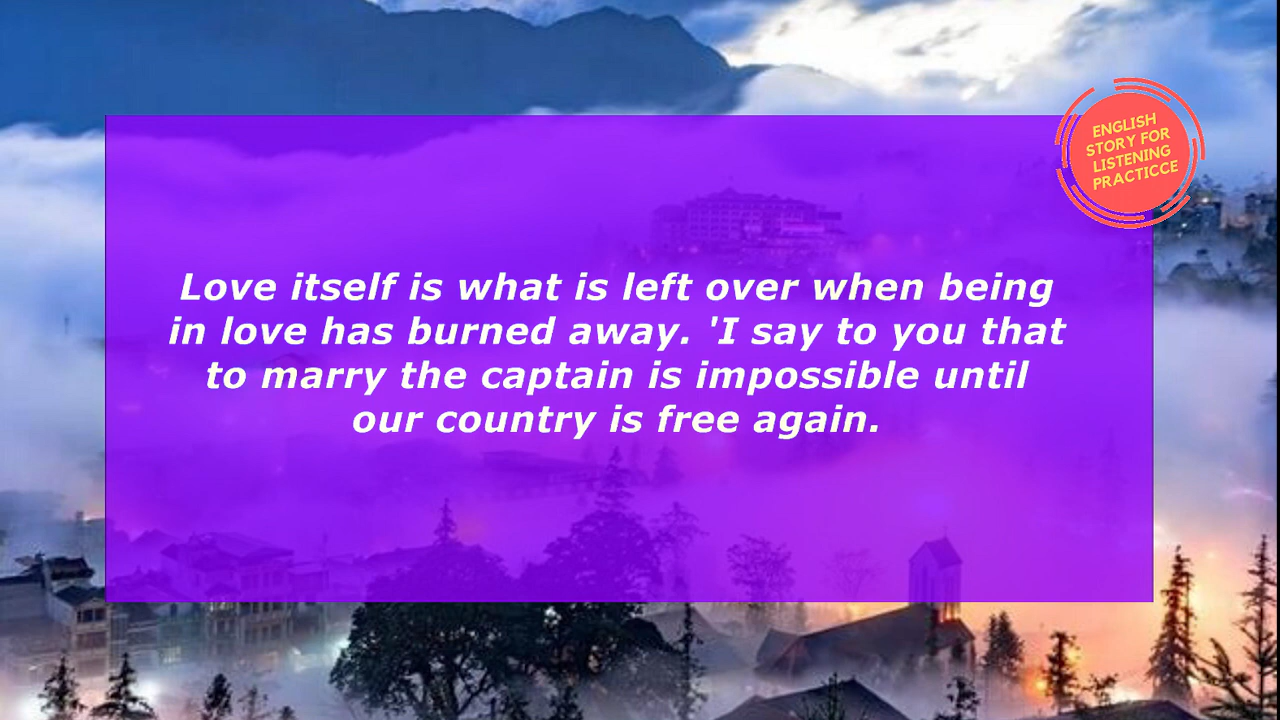 ENGLISH
STORY FOR
LISTENING
PRACTICCE
Love itself is what is left over when being
in love has burned away. 'I say to you that
to marry the captain is impossible until
our country is free again.